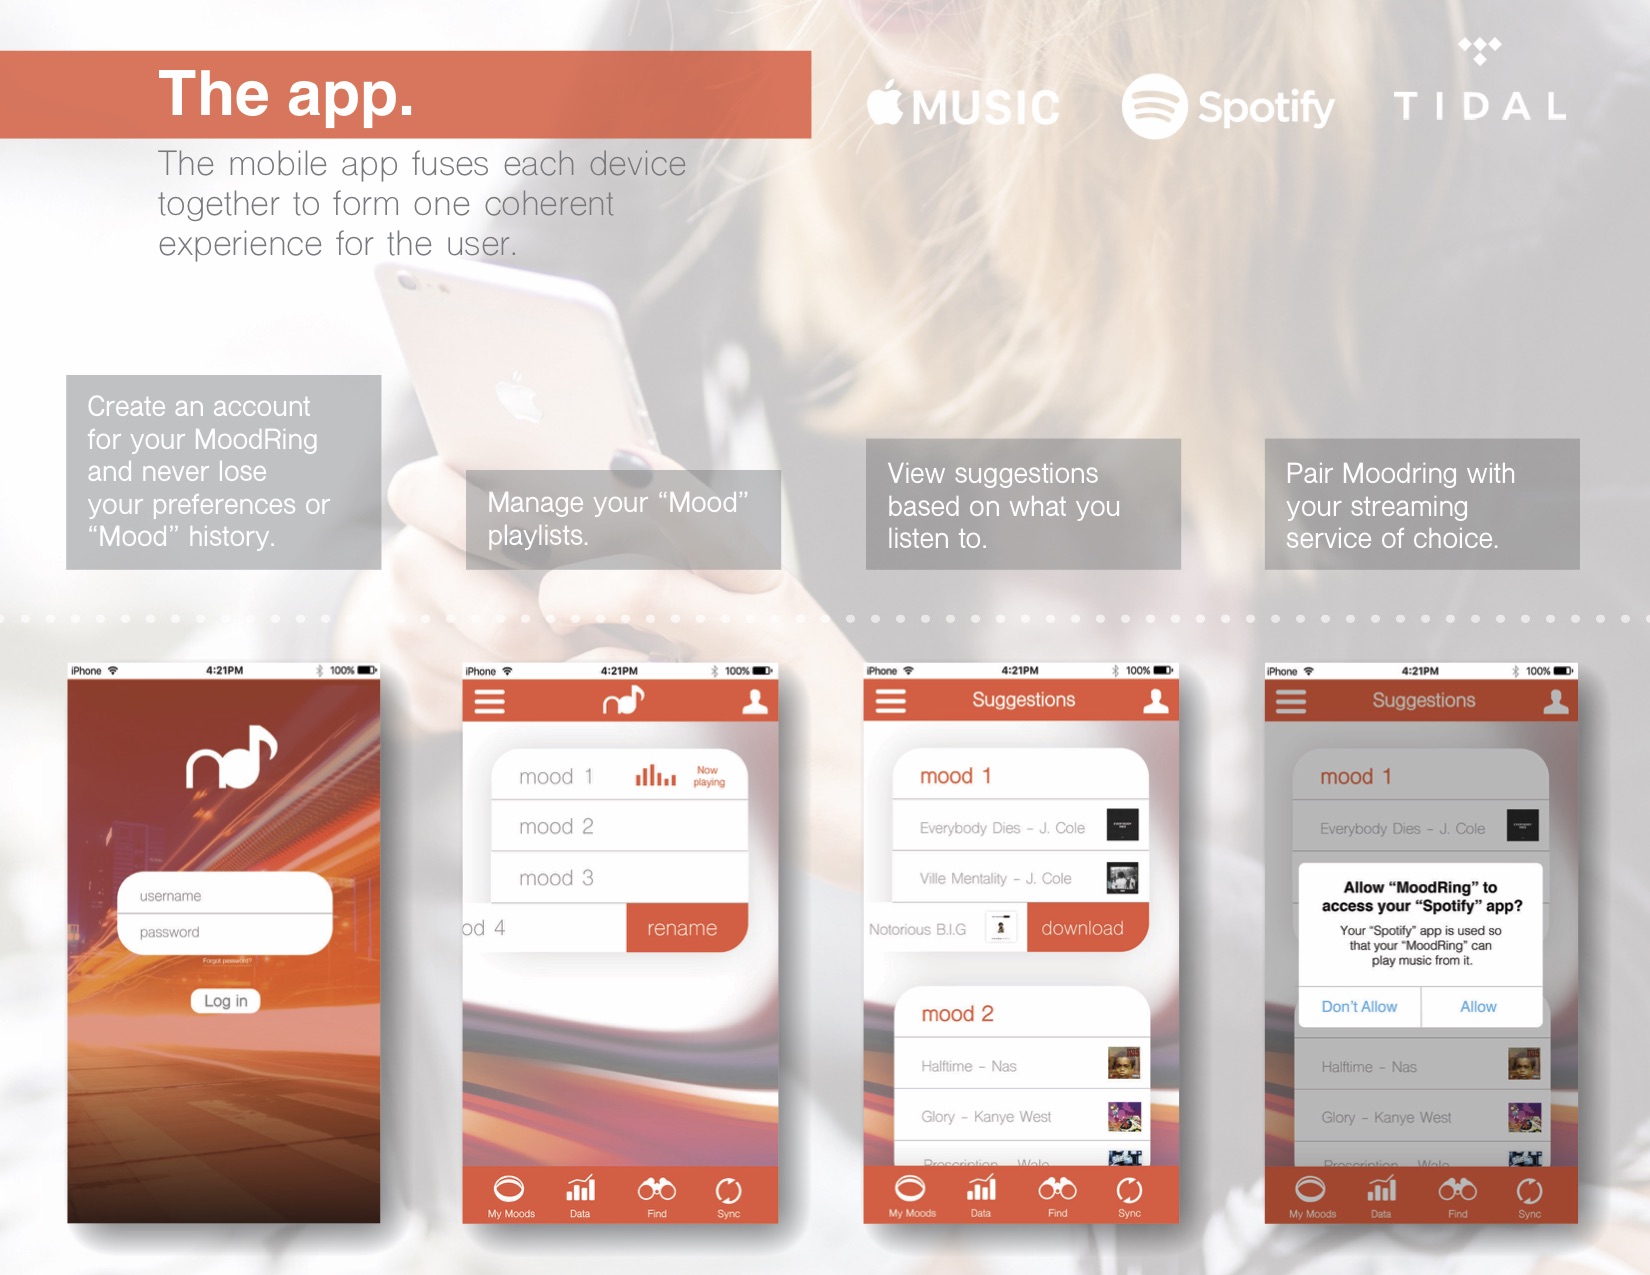 The app.
MUSIC
Spotify
TIDAL
The mobile app fuses each device
together to form one coherent
experience for the user.
Create an account
for your MoodRing
and never lose
your preferences or
“Mood” history.
Manage your “Mood”
playlists.
View suggestions
based on what you
listen to.
Pair Moodring with
your streaming
service of choice.
iPhone 4:21PM 100%
username
password
Forgot password?
Log in
iPhone 4:21PM 100%
mood 1
Now
playing
mood 2
mood 3
od 4
rename
My Moods Data Find Sync
iPhone 4:21PM 100%
Suggestions
mood 1
Everybody Dies - J. Cole
Ville Mentality - J. Cole
Notorious B.I.G
download
mood 2
Halftime - Nas
Glory - Kanye West
Prescription - Wale
My Moods Data Find Sync
iPhone 4:21PM 100%
Suggestions
mood 1
Everybody Dies - J. Cole
Allow “MoodRing” to
access your “Spotify” app?
Your “Spotify” app is used so
that your “MoodRing” can
play music from it.
Don’t Allow
Allow
Halftime - Nas
Glory - Kanye West
Prescription - Wale
My Moods Data Find Sync